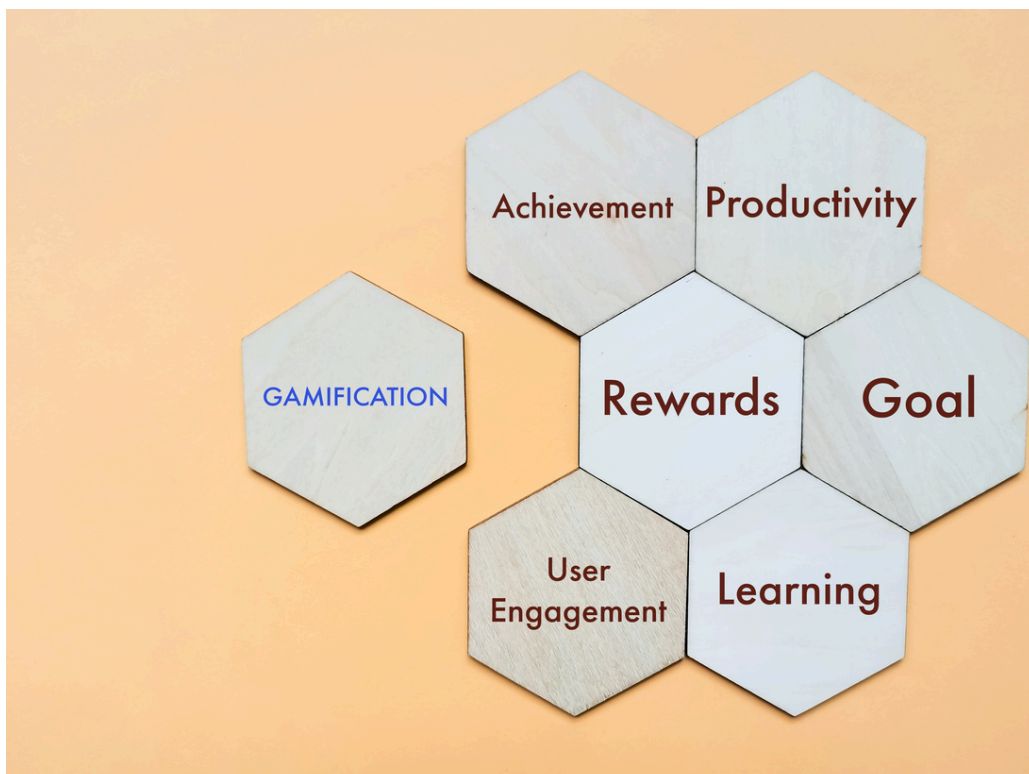 Achievement
Productivity
GAMIFICATION
Rewards
Goal
User
Engagement
Learning